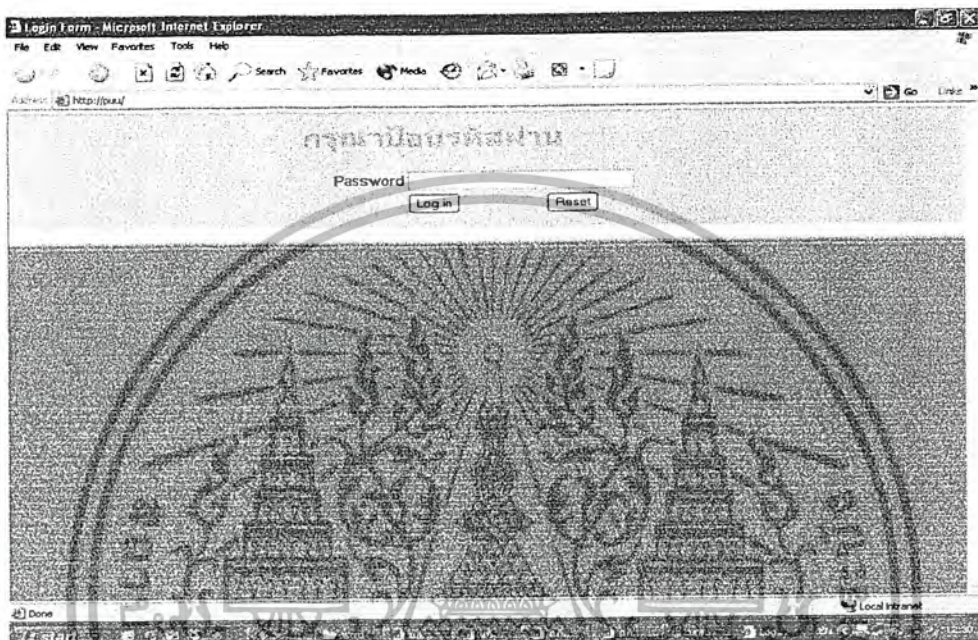 Login Form - Microsoft Internet Explorer
File Edit View Favorites Tools Help
Search Favorites Media
Address http://puu/ Go Links »
กรุณาป้อนรหัสผ่าน
Password
Log in Reset
Done Local intranet
start